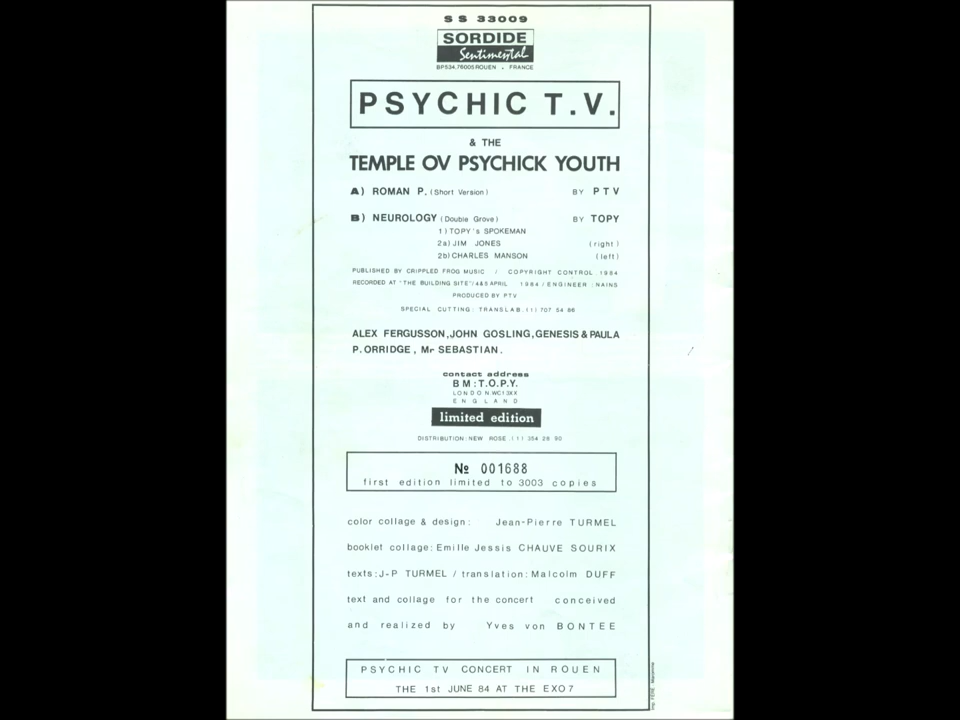 SS 33009
SORDIDE
Sentimental
BP534.76005 ROUEN . FRANCE
PSYCHIC T.V.
& THE
TEMPLE OV PSYCHICK YOUTH
A) ROMAN P. (Short Version) BY PTV
B) NEUROLOGY (Double Grove) BY TOPY
1) TOPY's SPOKEMAN
2a) JIM JONES (right)
2b) CHARLES MANSON (left)
PUBLISHED BY CRIPPLED FROG MUSIC / COPYRIGHT CONTROL 1984
RECORDED AT "THE BUILDING SITE"/4&5 APRIL 1984/ENGINEER : NAINS
PRODUCED BY PTV
SPECIAL CUTTING: TRANSLAB.(1) 707 54 86
ALEX FERGUSSON, JOHN GOSLING, GENESIS & PAULA
P. ORRIDGE, Mr SEBASTIAN.
contact address
BM:T.O.P.Y.
LONDON WC1 3XX
ENGLAND
limited edition
DISTRIBUTION:NEW ROSE.(1) 354 28 90
№ 001688
first edition limited to 3003 copies
color collage & design: Jean-Pierre TURMEL
booklet collage: Emille Jessis CHAUVE SOURIX
texts:J-P TURMEL / translation: Malcolm DUFF
text and collage for the concert conceived
and realized by Yves von BONTEE
PSYCHIC TV CONCERT IN ROUEN
THE 1st JUNE 84 AT THE EXO7